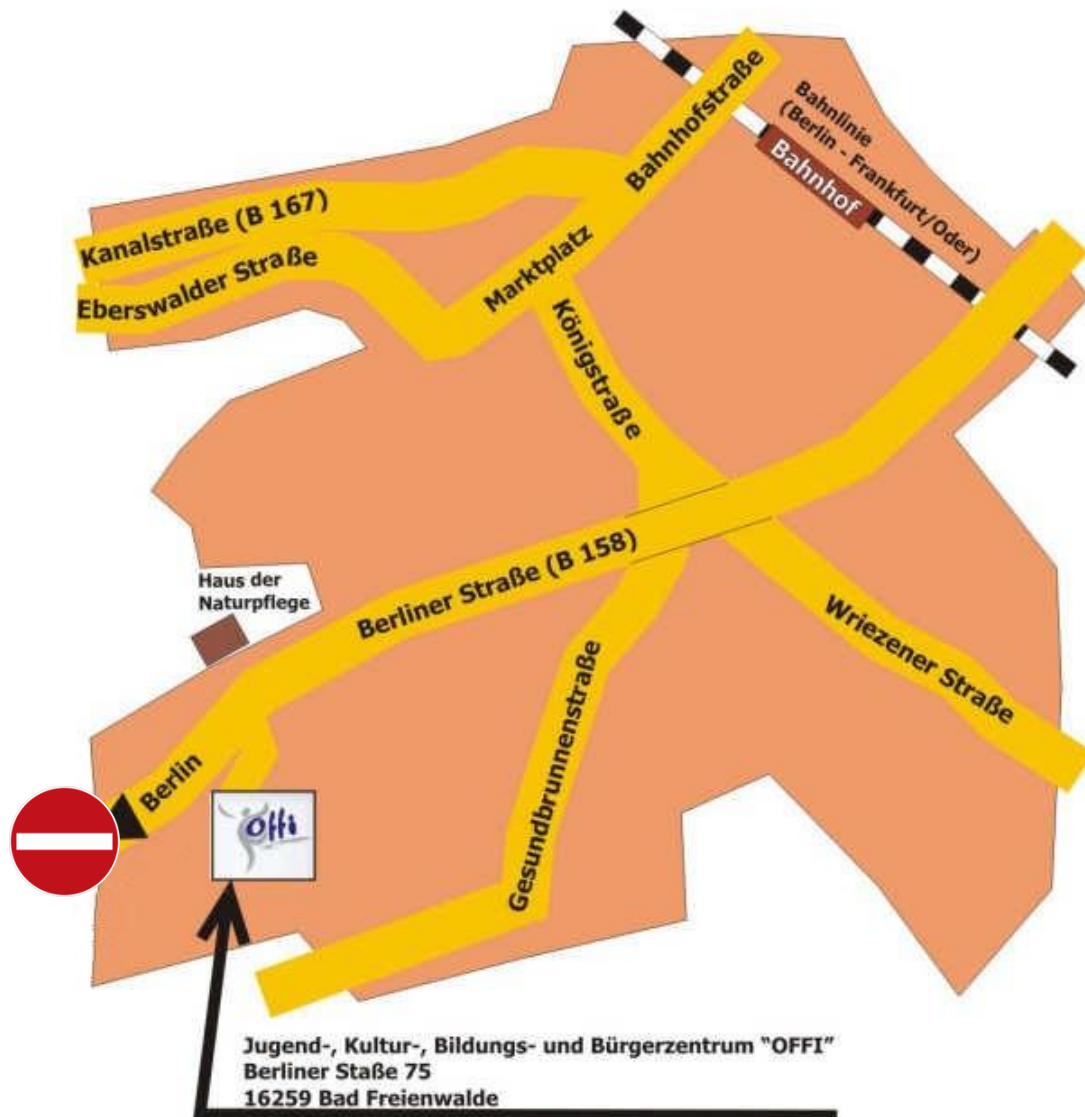 Bahnhofstraße
Bahnlinie
(Berlin - Frankfurt/Oder)
Bahnhof
Kanalstraße (B 167)
Eberswalder Straße
Marktplatz
Königstraße
Haus der
Naturpflege
Berliner Straße (B 158)
Wriezener Straße
Gesundbrunnenstraße
Berlin
Offi
Jugend-, Kultur-, Bildungs- und Bürgerzentrum "OFFI"
Berliner Staße 75
16259 Bad Freienwalde